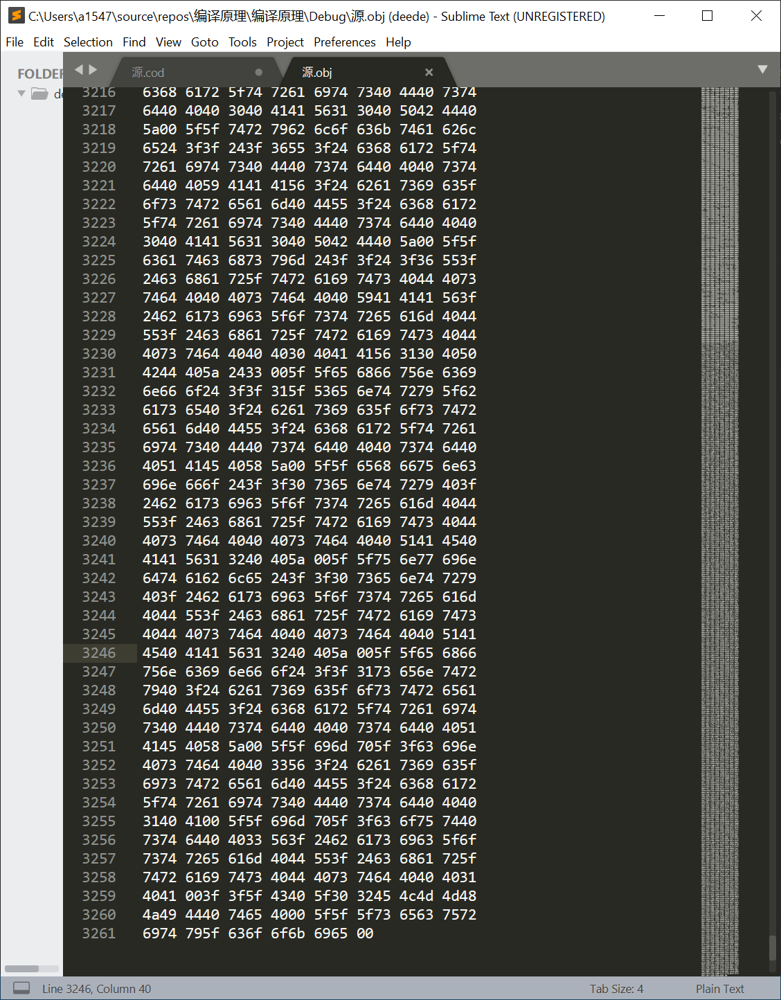 C:\Users\a1547\source\repos\编译原理\编译原理\Debug\源.obj (deede) - Sublime Text (UNREGISTERED)
File Edit Selection Find View Goto Tools Project Preferences Help
FOLDER
de
源.cod
源.obj
3216 6368 6172 5f74 7261 6974 7340 4440 7374
3217 6440 4040 3040 4141 5631 3040 5042 4440
3218 5a00 5f5f 7472 7962 6c6f 636b 7461 626c
3219 6524 3f3f 243f 3655 3f24 6368 6172 5f74
3220 7261 6974 7340 4440 7374 6440 4040 7374
3221 6440 4059 4141 4156 3f24 6261 7369 635f
3222 6f73 7472 6561 6d40 4455 3f24 6368 6172
3223 5f74 7261 6974 7340 4440 7374 6440 4040
3224 3040 4141 5631 3040 5042 4440 5a00 5f5f
3225 6361 7463 6873 796d 243f 3f24 3f36 553f
3226 2463 6861 725f 7472 6169 7473 4044 4073
3227 7464 4040 4073 7464 4040 5941 4141 563f
3228 2462 6173 6963 5f6f 7374 7265 616d 4044
3229 553f 2463 6861 725f 7472 6169 7473 4044
3230 4073 7464 4040 4030 4041 4156 3130 4050
3231 4244 405a 2433 005f 5f65 6866 756e 6369
3232 6e66 6f24 3f3f 315f 5365 6e74 7279 5f62
3233 6173 6540 3f24 6261 7369 635f 6f73 7472
3234 6561 6d40 4455 3f24 6368 6172 5f74 7261
3235 6974 7340 4440 7374 6440 4040 7374 6440
3236 4051 4145 4058 5a00 5f5f 6568 6675 6e63
3237 696e 666f 243f 3f30 7365 6e74 7279 403f
3238 2462 6173 6963 5f6f 7374 7265 616d 4044
3239 553f 2463 6861 725f 7472 6169 7473 4044
3240 4073 7464 4040 4073 7464 4040 5141 4540
3241 4141 5631 3240 405a 005f 5f75 6e77 696e
3242 6474 6162 6c65 243f 3f30 7365 6e74 7279
3243 403f 2462 6173 6963 5f6f 7374 7265 616d
3244 4044 553f 2463 6861 725f 7472 6169 7473
3245 4044 4073 7464 4040 4073 7464 4040 5141
3246 4540 4141 5631 3240 405a 005f 5f65 6866
3247 756e 6369 6e66 6f24 3f3f 3173 656e 7472
3248 7940 3f24 6261 7369 635f 6f73 7472 6561
3249 6d40 4455 3f24 6368 6172 5f74 7261 6974
3250 7340 4440 7374 6440 4040 7374 6440 4051
3251 4145 4058 5a00 5f5f 696d 705f 3f63 696e
3252 4073 7464 4040 3356 3f24 6261 7369 635f
3253 6973 7472 6561 6d40 4455 3f24 6368 6172
3254 5f74 7261 6974 7340 4440 7374 6440 4040
3255 3140 4100 5f5f 696d 705f 3f63 6f75 7440
3256 7374 6440 4033 563f 2462 6173 6963 5f6f
3257 7374 7265 616d 4044 553f 2463 6861 725f
3258 7472 6169 7473 4044 4073 7464 4040 4031
3259 4041 003f 3f5f 4340 5f30 3245 4c4d 4d48
3260 4a49 4440 7465 4000 5f5f 5f73 6563 7572
3261 6974 795f 636f 6f6b 6965 00
Line 3246, Column 40 Tab Size: 4 Plain Text